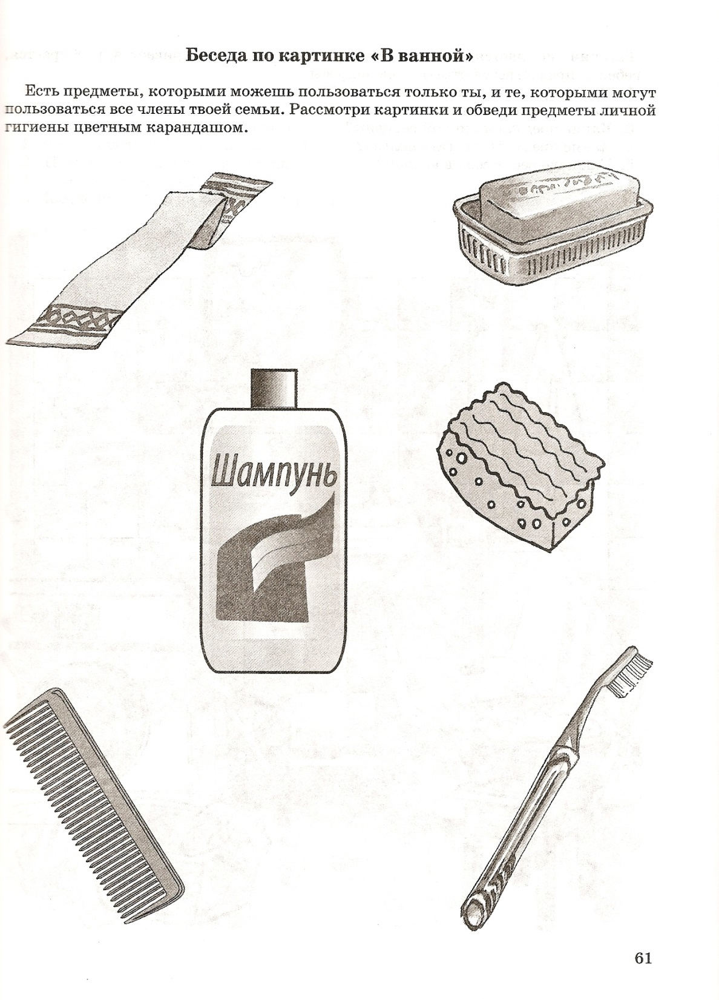 Беседа по картинке «В ванной»
Есть предметы, которыми можешь пользоваться только ты, и те, которыми могут
пользоваться все члены твоей семьи. Рассмотри картинки и обведи предметы личной
гигиены цветным карандашом.
Шампунь
61